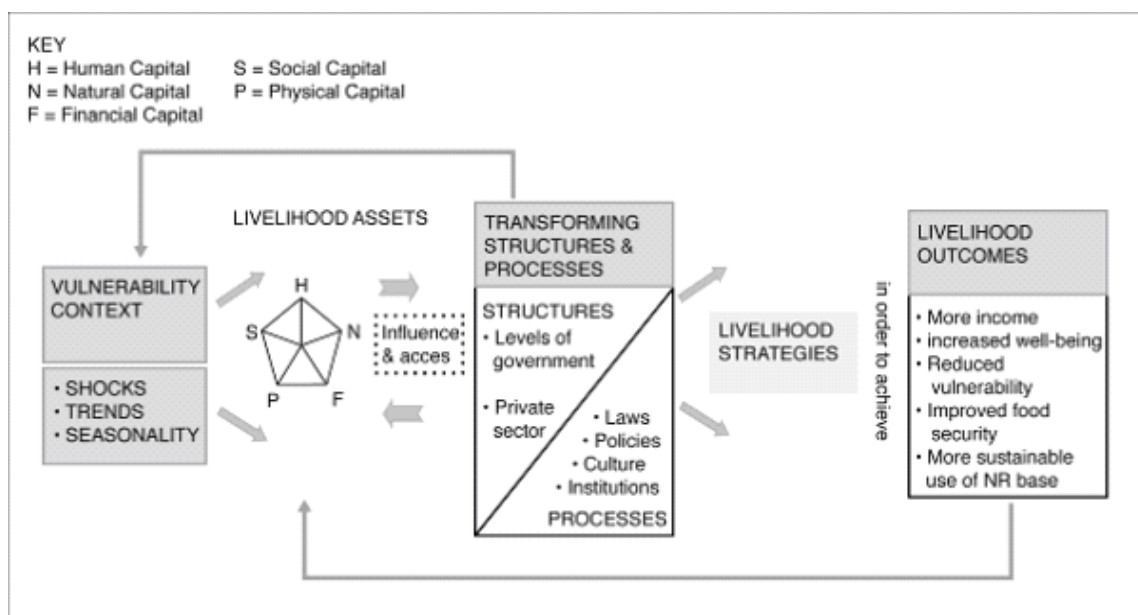 KEY
H = Human Capital S = Social Capital
N = Natural Capital P = Physical Capital
F = Financial Capital
LIVELIHOOD ASSETS
VULNERABILITY
CONTEXT
• SHOCKS
• TRENDS
• SEASONALITY
H
S
N
P
F
Influence
& acces
TRANSFORMING
STRUCTURES &
PROCESSES
STRUCTURES
• Levels of
government
• Private
sector
• Laws
• Policies
• Culture
• Institutions
PROCESSES
LIVELIHOOD
STRATEGIES
in order to achieve
LIVELIHOOD
OUTCOMES
• More income
• increased well-being
• Reduced
vulnerability
• Improved food
security
• More sustainable
use of NR base